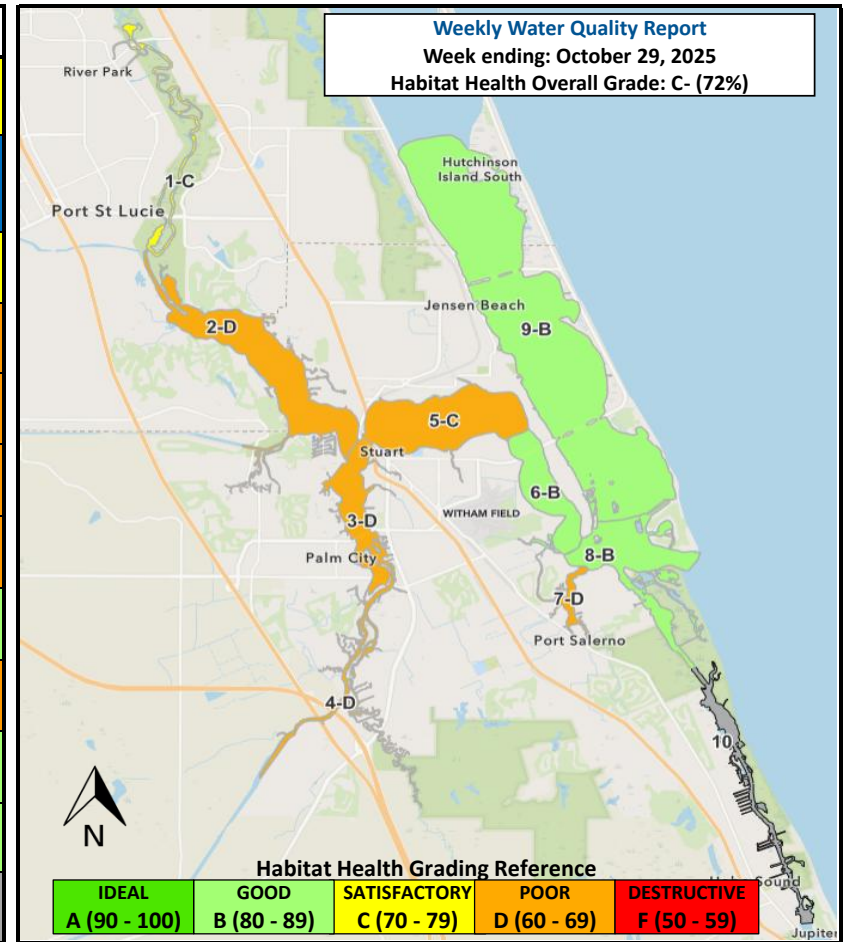 Weekly Water Quality Report
Week ending: October 29, 2025
Habitat Health Overall Grade: C- (72%)
River Park
Hutchinson
Island South
1-C
Port St Lucie
Jensen Beach
2-D
9-B
5-C
Stuart
6-B
WITHAM FIELD
3-D
Palm City
8-B
7-D
Port Salerno
4-D
10
N
Habitat Health Grading Reference
Sound
IDEAL
GOOD
SATISFACTORY
POOR
DESTRUCTIVE
A (90 - 100)
B (80 - 89)
C (70 - 79)
D (60 - 69)
F (50 - 59)
Jupiter